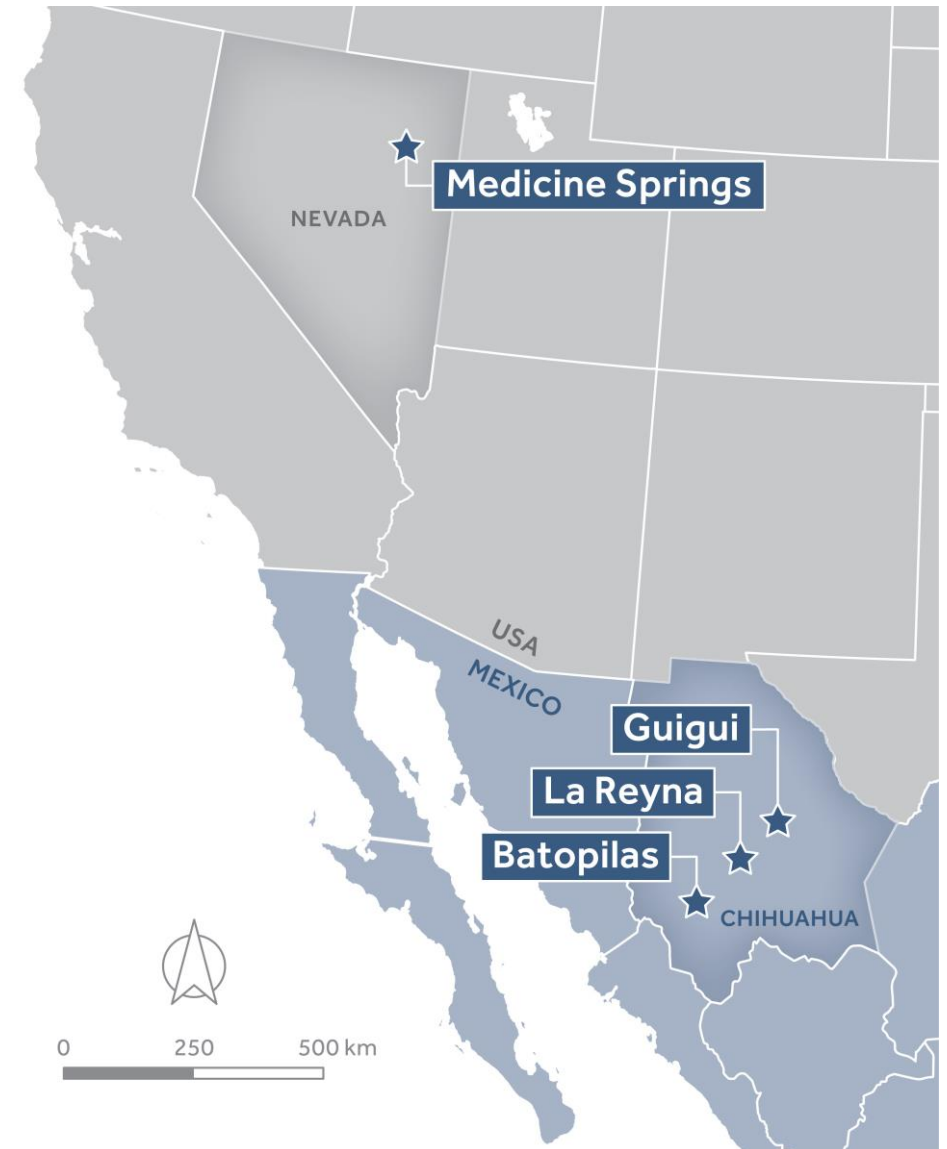 Medicine Springs
NEVADA
USA
MEXICO
Guigui
La Reyna
Batopilas
CHIHUAHUA
0 250 500 km